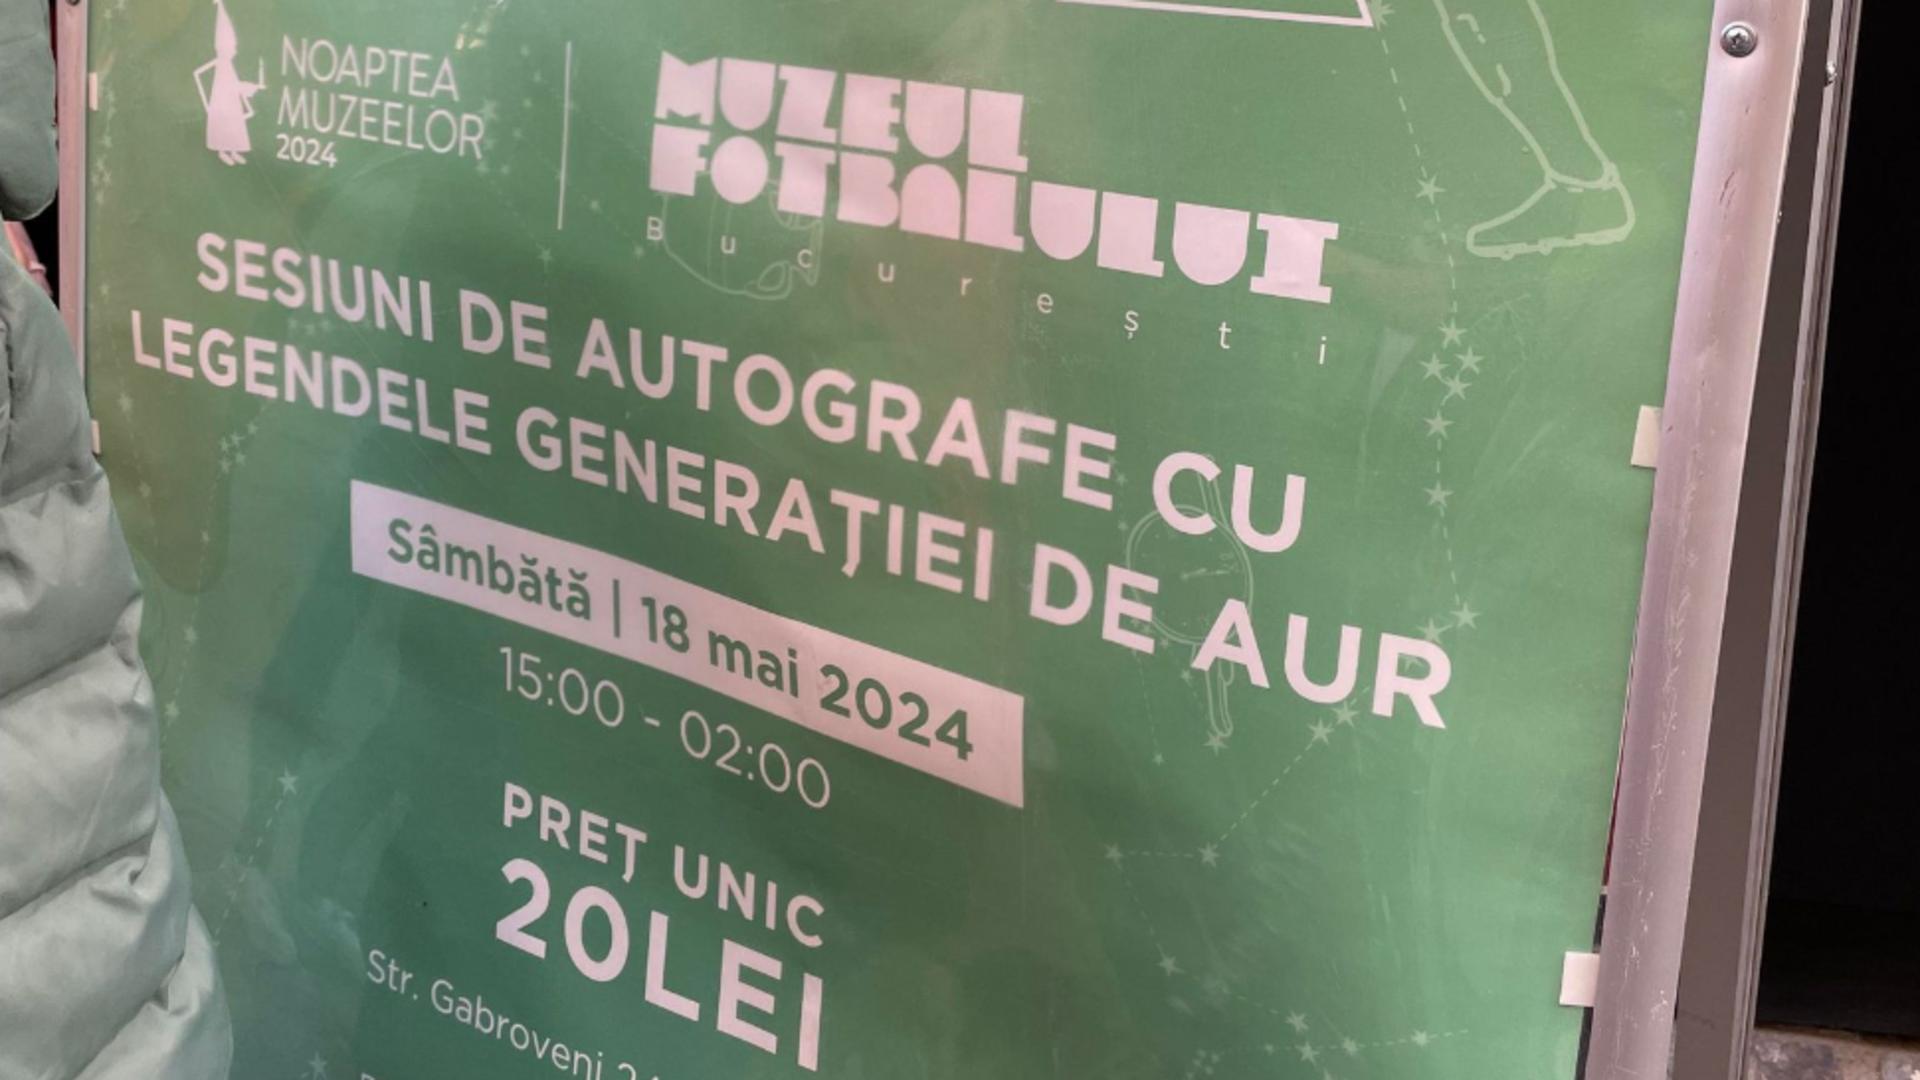 NOAPTEA
MUZEELOR
2024
MUZEUL
FOTBALULUI
București
SESIUNI DE AUTOGRAFE CU
LEGENDELE GENERAȚIEI DE AUR
Sâmbătă | 18 mai 2024
15:00 - 02:00
PREȚ UNIC
20LEI
Str. Gabroveni